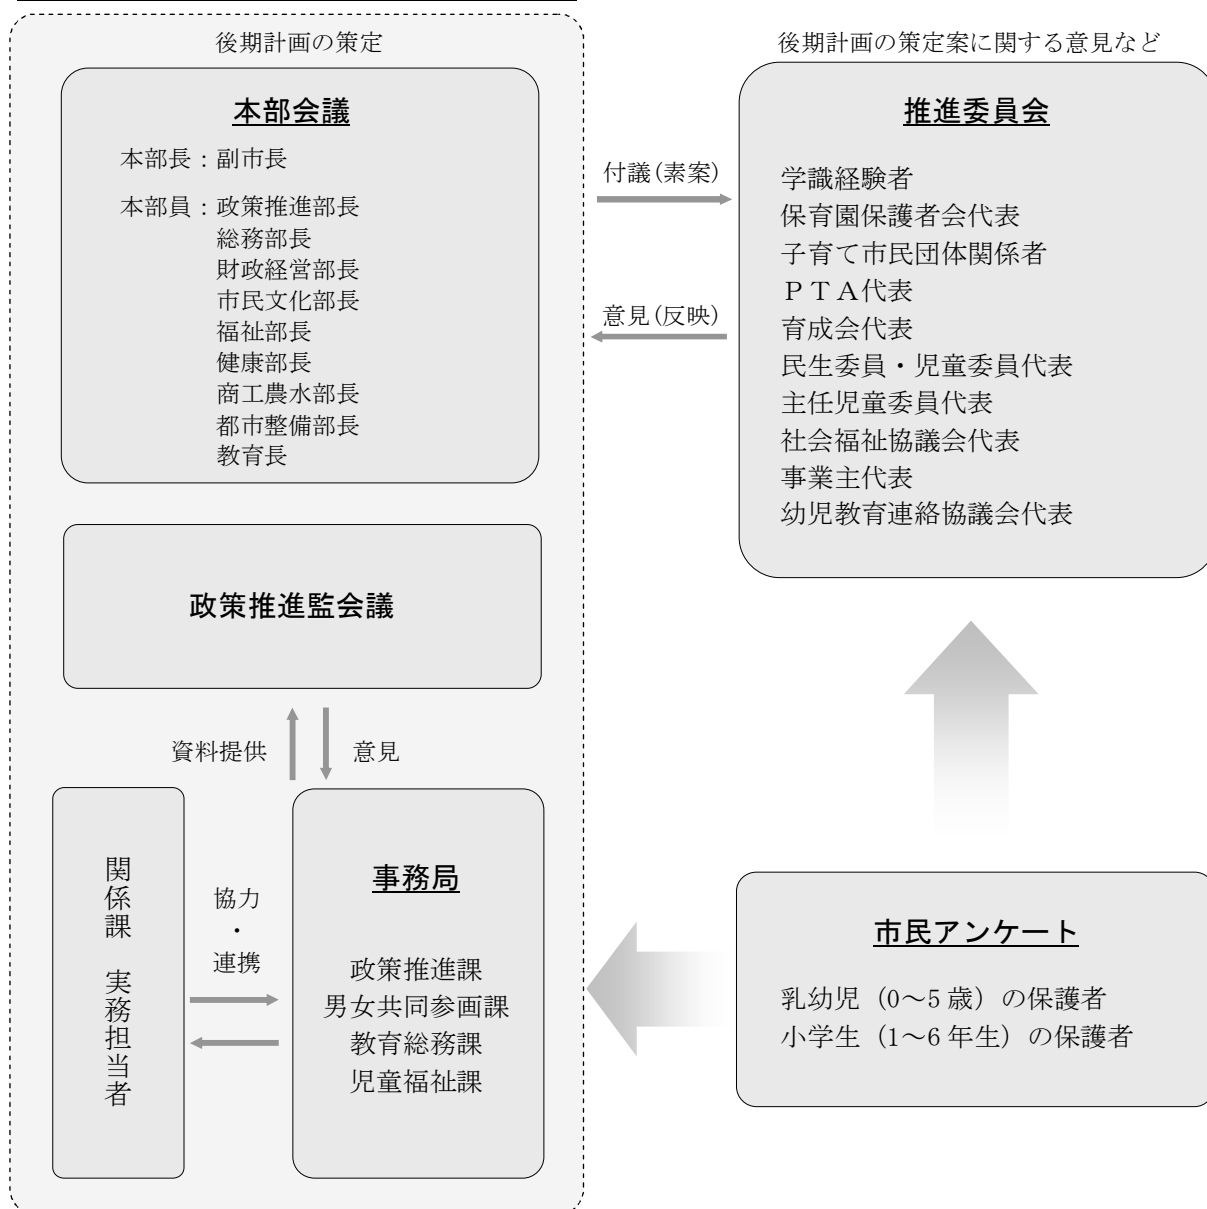 後期計画の策定
本部会議
本部長：副市長
本部員：政策推進部長
総務部長
財政経営部長
市民文化部長
福祉部長
健康部長
商工農水部長
都市整備部長
教育長
付議(素案)
意見(反映)
後期計画の策定案に関する意見など
推進委員会
学識経験者
保育園保護者会代表
子育て市民団体関係者
ＰＴＡ代表
育成会代表
民生委員・児童委員代表
主任児童委員代表
社会福祉協議会代表
事業主代表
幼児教育連絡協議会代表
政策推進監会議
資料提供
意見
関係課　実務担当者
協力
・
連携
事務局
政策推進課
男女共同参画課
教育総務課
児童福祉課
市民アンケート
乳幼児（0～5 歳）の保護者
小学生（1～6 年生）の保護者